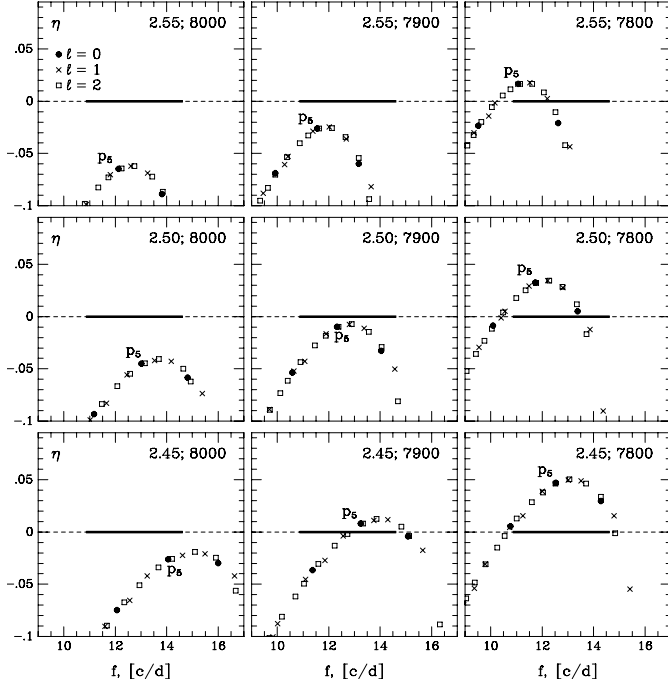 η 2.55; 8000 2.55; 7900 2.55; 7800
.05
● ℓ = 0
× ℓ = 1
□ ℓ = 2
p₅
0
p₅
p₅
−.05
−.1
η 2.50; 8000 2.50; 7900 2.50; 7800
.05
p₅
0
p₅
p₅
−.05
−.1
η 2.45; 8000 2.45; 7900 2.45; 7800
.05
p₅
p₅
0
p₅
−.05
−.1
10 12 14 16 10 12 14 16 10 12 14 16
f, [c/d] f, [c/d] f, [c/d]